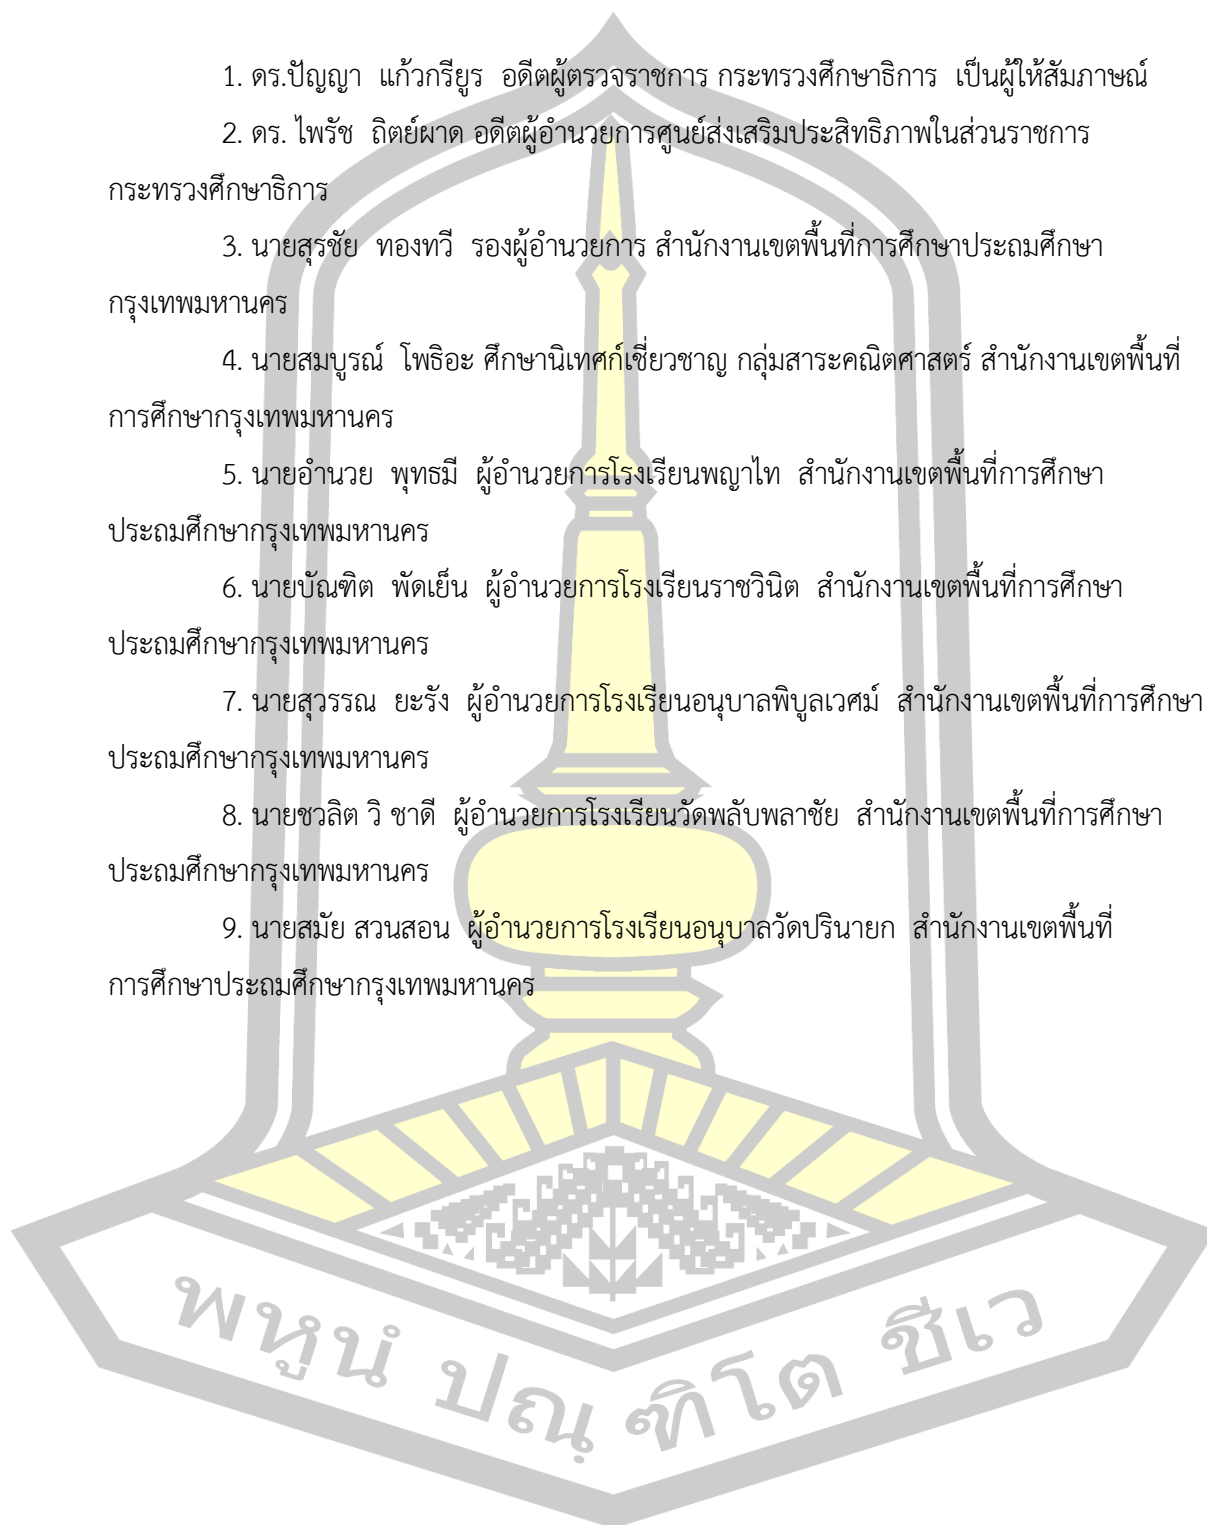 1. ดร.ปัญญา  แก้วกรียูร  อดีตผู้ตรวจราชการ กระทรวงศึกษาธิการ  เป็นผู้ให้สัมภาษณ์
2. ดร. ไพรัช  ถิตย์ผาด อดีตผู้อำนวยการศูนย์ส่งเสริมประสิทธิภาพในส่วนราชการ
กระทรวงศึกษาธิการ
3. นายสุรชัย  ทองทวี  รองผู้อำนวยการ สำนักงานเขตพื้นที่การศึกษาประถมศึกษา
กรุงเทพมหานคร
4. นายสมบูรณ์  โพธิอะ ศึกษานิเทศก์เชี่ยวชาญ กลุ่มสาระคณิตศาสตร์ สำนักงานเขตพื้นที่
การศึกษากรุงเทพมหานคร
5. นายอำนวย  พุทธมี  ผู้อำนวยการโรงเรียนพญาไท  สำนักงานเขตพื้นที่การศึกษา
ประถมศึกษากรุงเทพมหานคร
6. นายบัณฑิต  พัดเย็น  ผู้อำนวยการโรงเรียนราชวินิต  สำนักงานเขตพื้นที่การศึกษา
ประถมศึกษากรุงเทพมหานคร
7. นายสุวรรณ  ยะรัง  ผู้อำนวยการโรงเรียนอนุบาลพิบูลเวศม์  สำนักงานเขตพื้นที่การศึกษา
ประถมศึกษากรุงเทพมหานคร
8. นายชวลิต วิ ชาดี  ผู้อำนวยการโรงเรียนวัดพลับพลาชัย  สำนักงานเขตพื้นที่การศึกษา
ประถมศึกษากรุงเทพมหานคร
9. นายสมัย สวนสอน  ผู้อำนวยการโรงเรียนอนุบาลวัดปรินายก  สำนักงานเขตพื้นที่
การศึกษาประถมศึกษากรุงเทพมหานคร
พหูนํ ปณฺ ฑิโต ชีเว